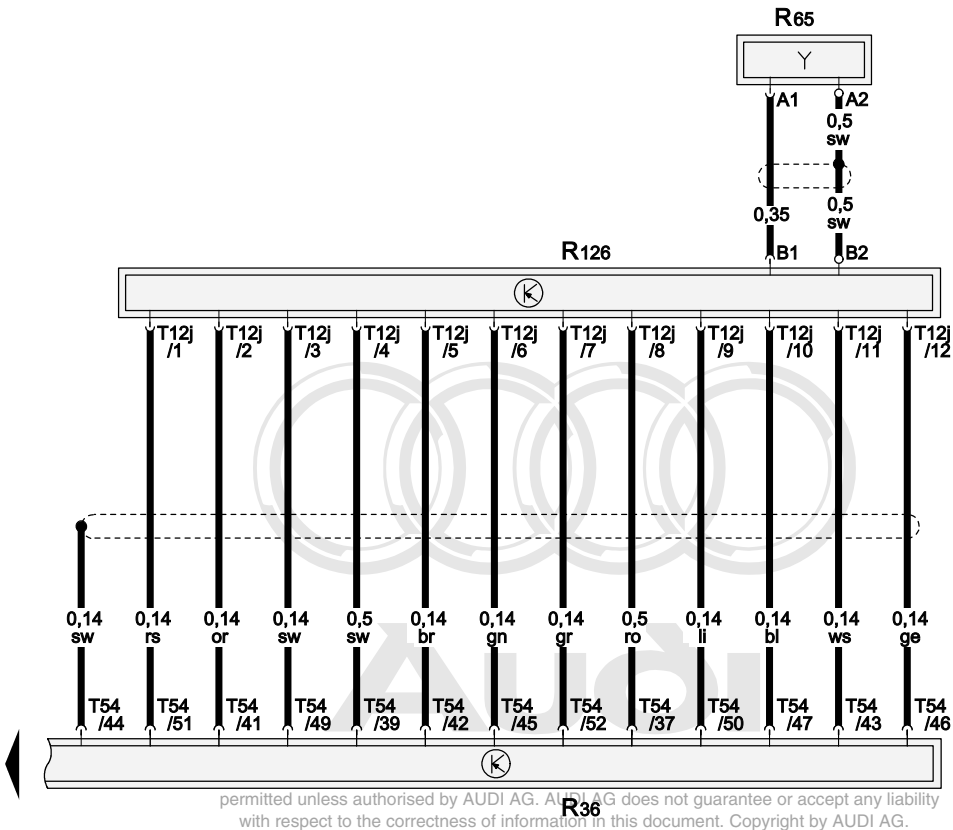 R65
Y
A1 A2
0,5
sw
0,35 0,5
sw
B1 B2
R126
T12j T12j T12j T12j T12j T12j T12j T12j T12j T12j T12j T12j
/1 /2 /3 /4 /5 /6 /7 /8 /9 /10 /11 /12
0,14 0,14 0,14 0,14 0,5 0,14 0,14 0,14 0,5 0,14 0,14 0,14 0,14
sw rs or sw sw br gn gr ro li bl ws ge
Audi
T54 T54 T54 T54 T54 T54 T54 T54 T54 T54 T54 T54 T54
/44 /51 /41 /49 /39 /42 /45 /52 /37 /50 /47 /43 /46
permitted unless authorised by AUDI AG. AUDI AG does not guarantee or accept any liability
R36
with respect to the correctness of information in this document. Copyright by AUDI AG.